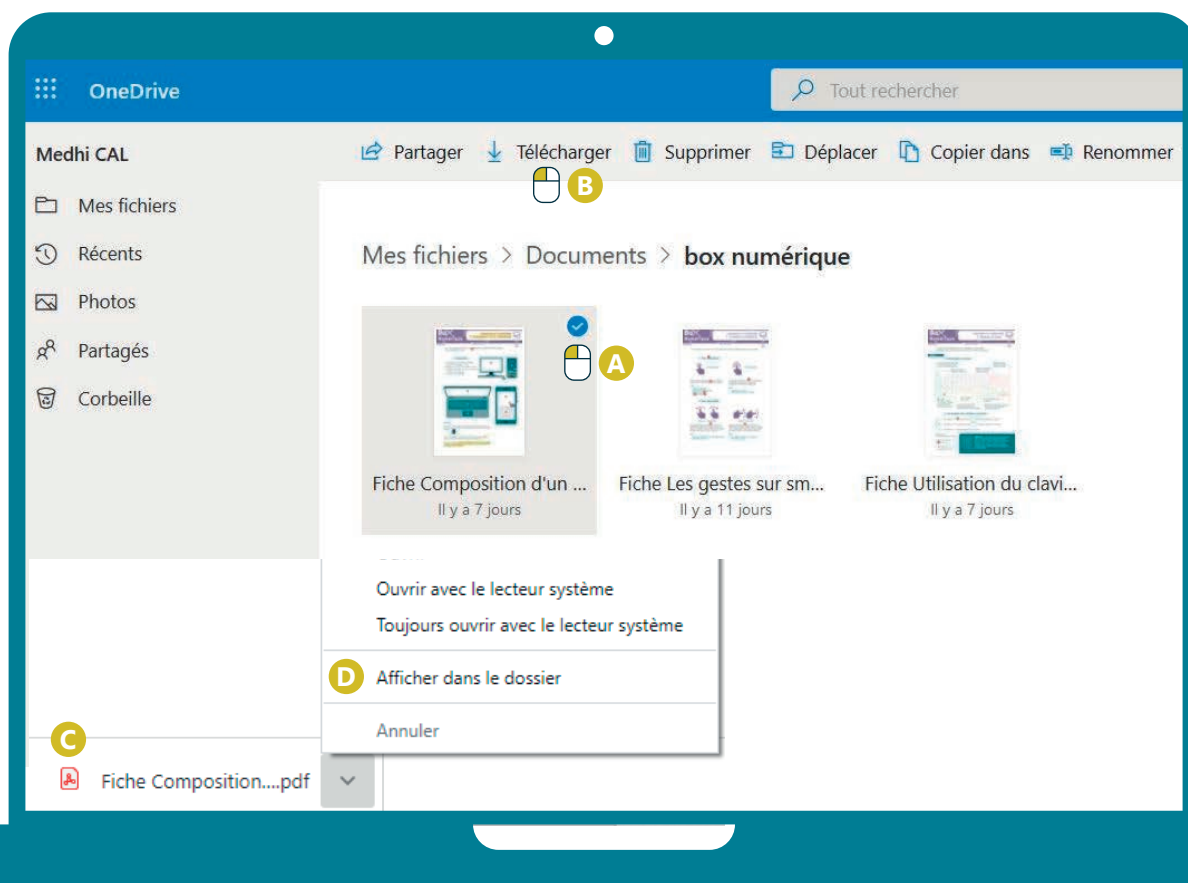 OneDrive
Tout rechercher
Medhi CAL
Partager Télécharger Supprimer Déplacer Copier dans Renommer
B
Mes fichiers
Récents
Photos
Partagés
Corbeille
Mes fichiers > Documents > box numérique
A
Fiche Composition d'un ...
Il y a 7 jours
Fiche Les gestes sur sm...
Il y a 11 jours
Fiche Utilisation du clavi...
Il y a 7 jours
Ouvrir avec le lecteur système
Toujours ouvrir avec le lecteur système
D Afficher dans le dossier
Annuler
C
Fiche Composition....pdf